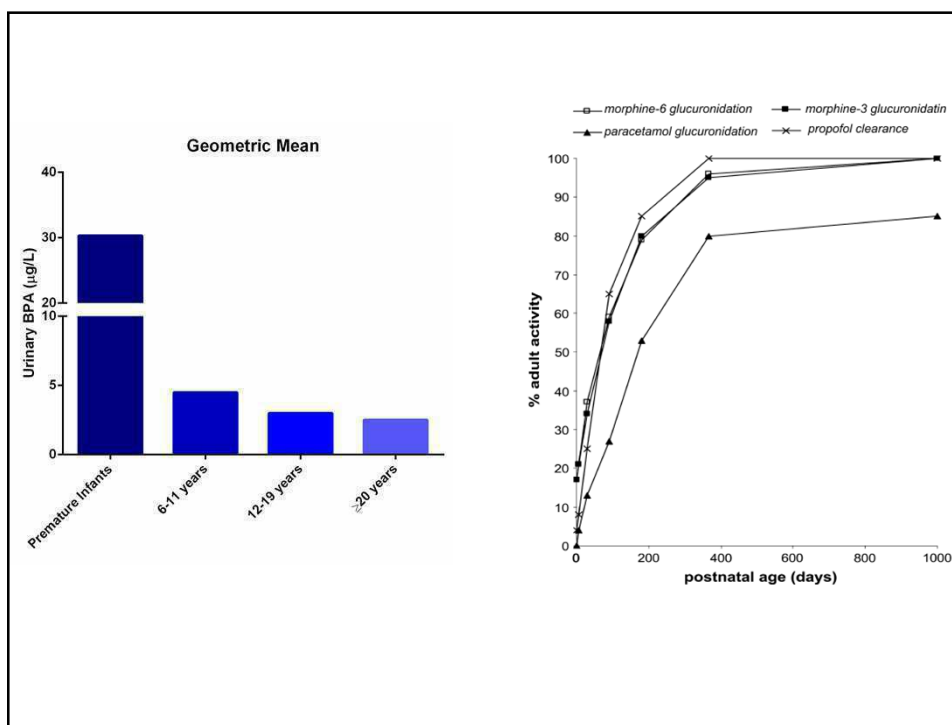 Geometric Mean
Urinary BPA (µg/L)
40
30
20
10
5
0
Premature Infants
6-11 years
12-19 years
≥20 years
morphine-6 glucuronidation
morphine-3 glucuronidatin
paracetamol glucuronidation
propofol clearance
% adult activity
100
90
80
70
60
50
40
30
20
10
0
0
200
400
600
800
1000
postnatal age (days)